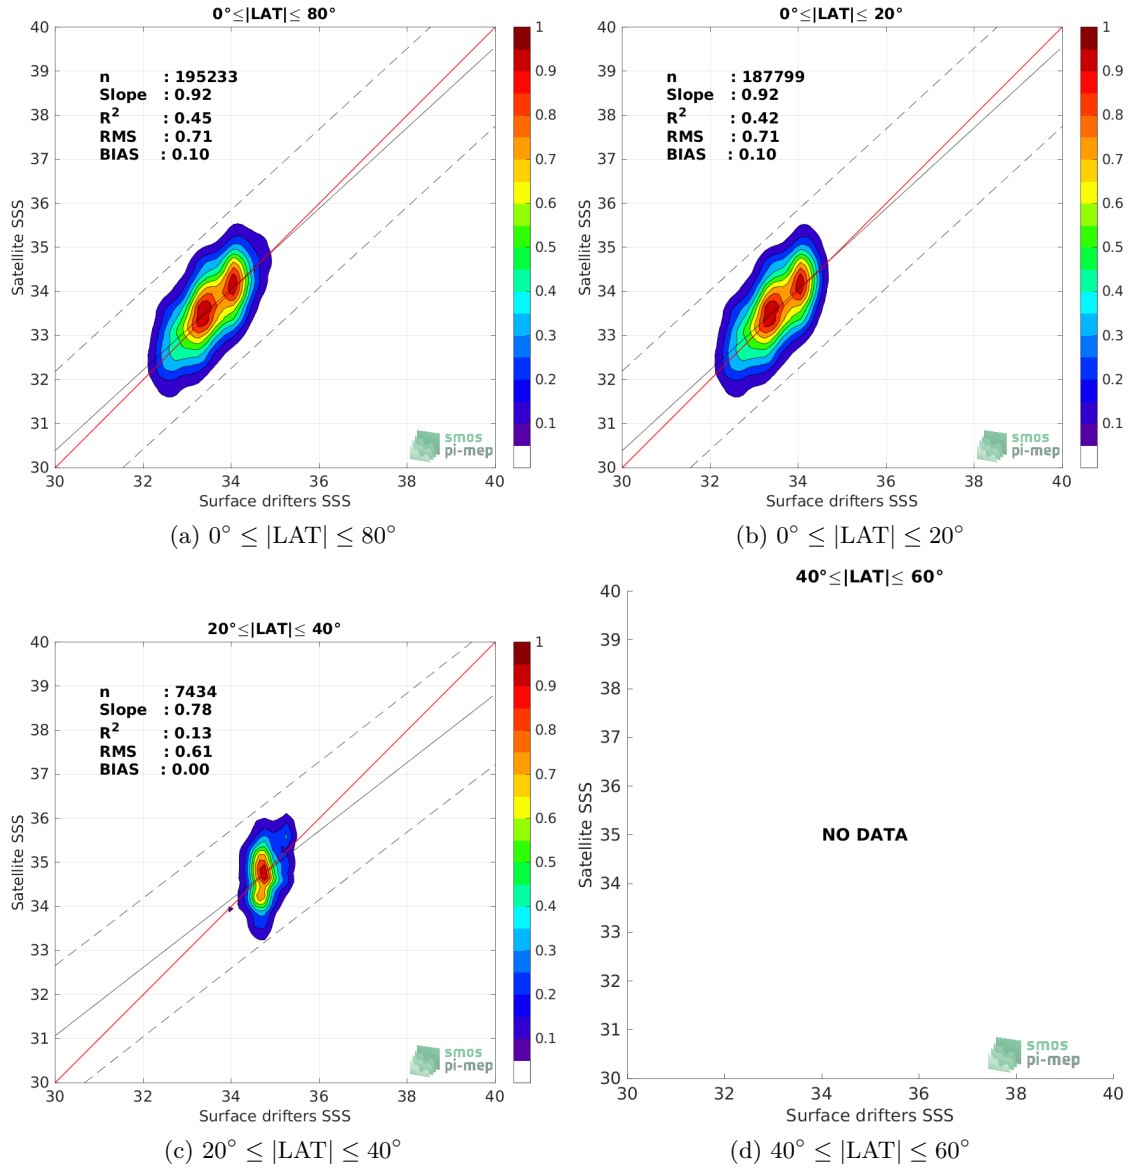 0°≤|LAT|≤ 80°
40
39
38
37
36
35
34
33
32
31
30
Satellite SSS
n : 195233
Slope : 0.92
R² : 0.45
RMS : 0.71
BIAS : 0.10
smos
pi-mep
30 32 34 36 38 40
Surface drifters SSS
1
0.9
0.8
0.7
0.6
0.5
0.4
0.3
0.2
0.1
(a) 0° ≤ |LAT| ≤ 80°
0°≤|LAT|≤ 20°
40
39
38
37
36
35
34
33
32
31
30
Satellite SSS
n : 187799
Slope : 0.92
R² : 0.42
RMS : 0.71
BIAS : 0.10
smos
pi-mep
30 32 34 36 38 40
Surface drifters SSS
1
0.9
0.8
0.7
0.6
0.5
0.4
0.3
0.2
0.1
(b) 0° ≤ |LAT| ≤ 20°
20°≤|LAT|≤ 40°
40
39
38
37
36
35
34
33
32
31
30
Satellite SSS
n : 7434
Slope : 0.78
R² : 0.13
RMS : 0.61
BIAS : 0.00
smos
pi-mep
30 32 34 36 38 40
Surface drifters SSS
1
0.9
0.8
0.7
0.6
0.5
0.4
0.3
0.2
0.1
(c) 20° ≤ |LAT| ≤ 40°
40°≤|LAT|≤ 60°
40
39
38
37
36
35
34
33
32
31
30
Satellite SSS
NO DATA
smos
pi-mep
30 32 34 36 38 40
Surface drifters SSS
(d) 40° ≤ |LAT| ≤ 60°